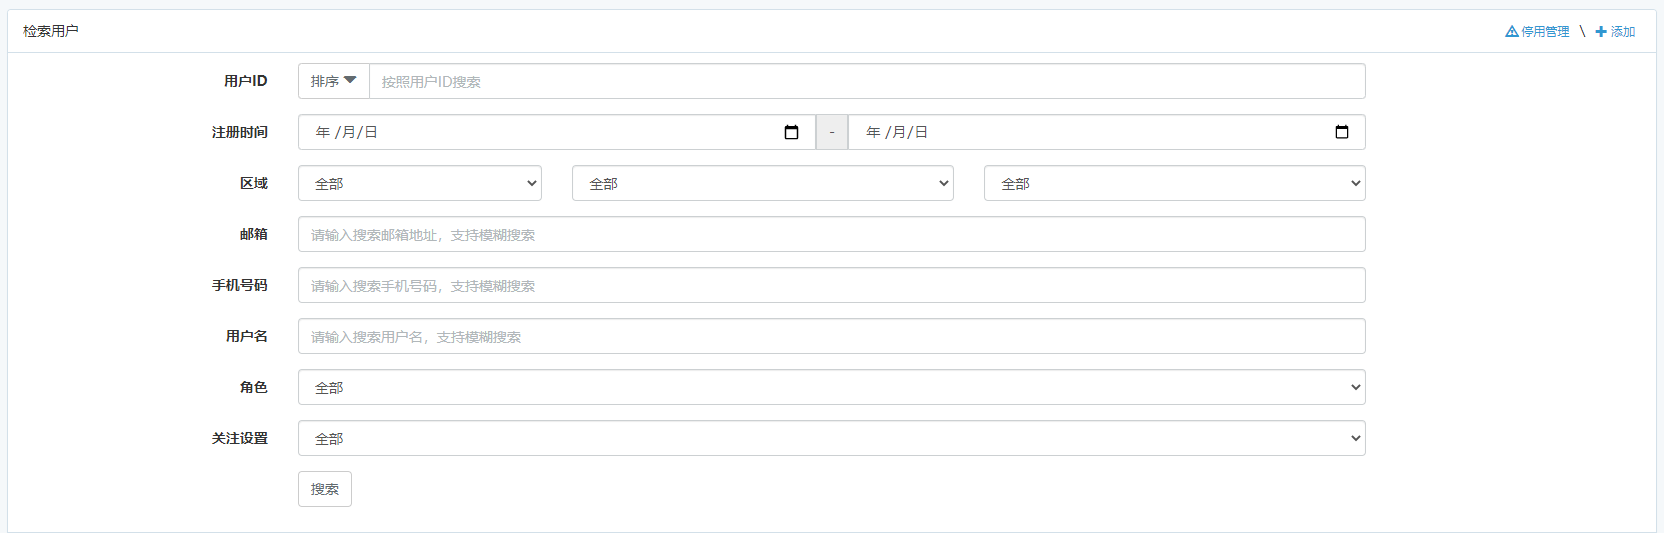 检索用户 停用管理 \ 添加
用户ID 排序 按照用户ID搜索
注册时间 年 /月/日 - 年 /月/日
区域 全部 全部 全部
邮箱 请输入搜索邮箱地址，支持模糊搜索
手机号码 请输入搜索手机号码，支持模糊搜索
用户名 请输入搜索用户名，支持模糊搜索
角色 全部
关注设置 全部
搜索